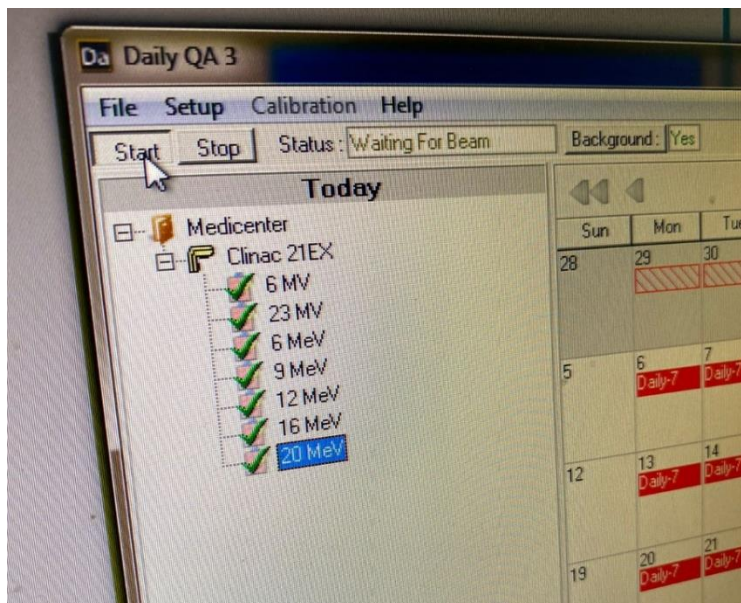 Da Daily QA 3
File Setup Calibration Help
Start Stop Status : Waiting For Beam Background : Yes
Today
Medicenter
Clinac 21EX
6 MV
23 MV
6 MeV
9 MeV
12 MeV
16 MeV
20 MeV
Sun Mon Tue
28 29 30
5 6 7
Daily-7 Daily-7
12 13 14
Daily-7 Daily-7
19 20 21
Daily-7 Daily-7